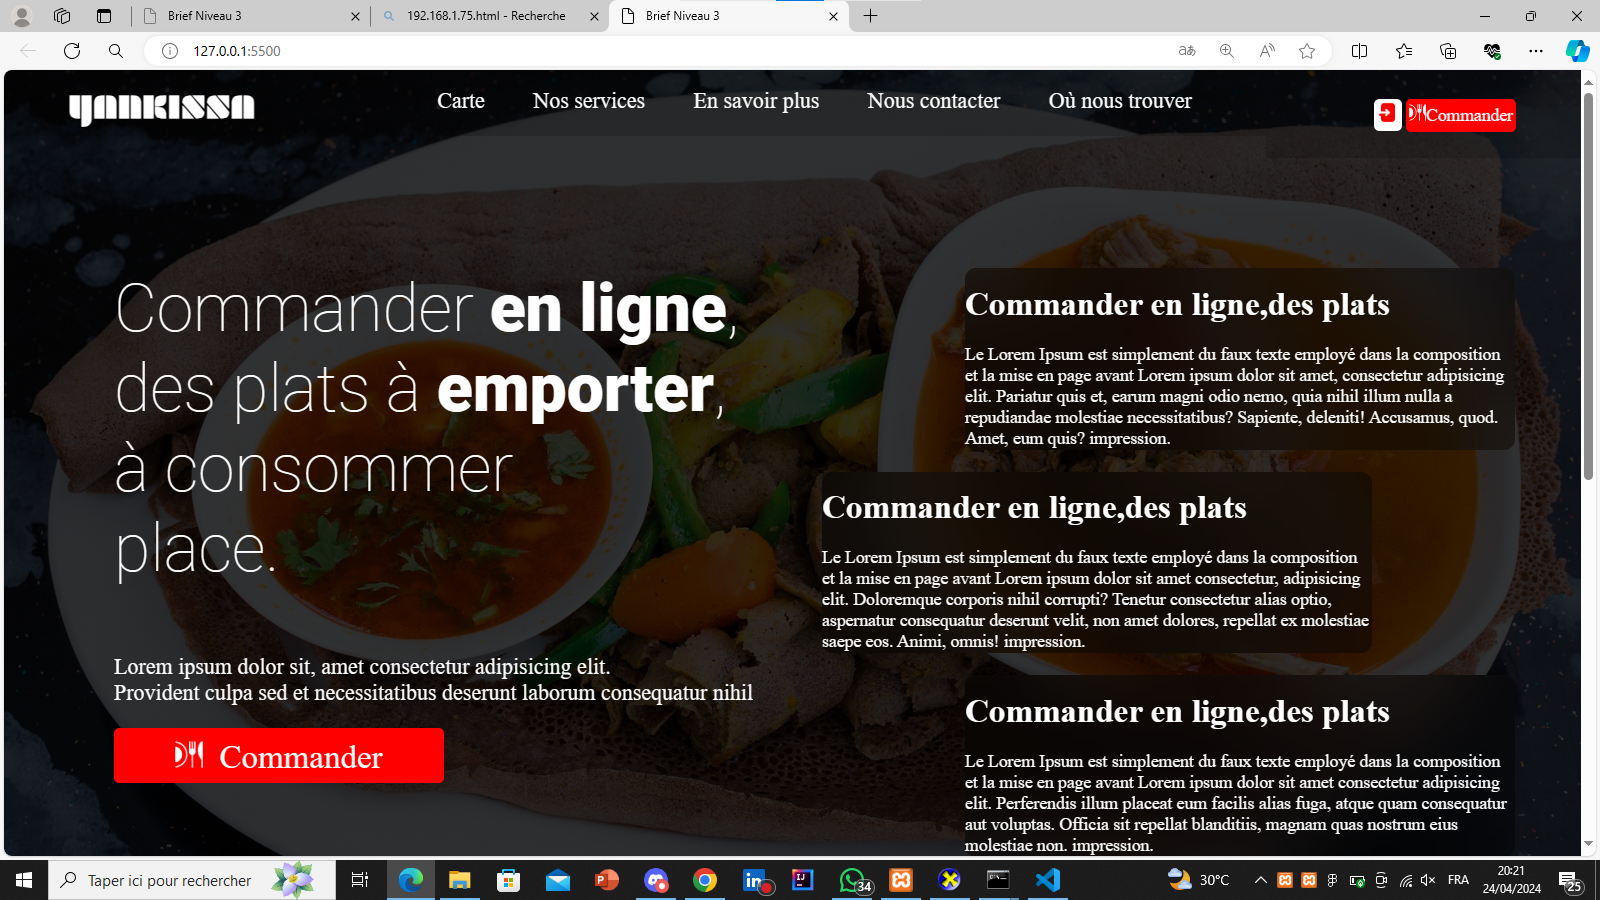 Brief Niveau 3
192.168.1.75.html - Recherche
Brief Niveau 3
127.0.0.1:5500
YANKISSA
Carte
Nos services
En savoir plus
Nous contacter
Où nous trouver
Commander
Commander en ligne,
des plats à emporter,
à consommer
place.
Lorem ipsum dolor sit, amet consectetur adipisicing elit.
Provident culpa sed et necessitatibus deserunt laborum consequatur nihil
Commander
Commander en ligne,des plats
Le Lorem Ipsum est simplement du faux texte employé dans la composition
et la mise en page avant Lorem ipsum dolor sit amet, consectetur adipisicing
elit. Pariatur quis et, earum magni odio nemo, quia nihil illum nulla a
repudiandae molestiae necessitatibus? Sapiente, deleniti! Accusamus, quod.
Amet, eum quis? impression.
Commander en ligne,des plats
Le Lorem Ipsum est simplement du faux texte employé dans la composition
et la mise en page avant Lorem ipsum dolor sit amet consectetur, adipisicing
elit. Doloremque corporis nihil corrupti? Tenetur consectetur alias optio,
aspernatur consequatur deserunt velit, non amet dolores, repellat ex molestiae
saepe eos. Animi, omnis! impression.
Commander en ligne,des plats
Le Lorem Ipsum est simplement du faux texte employé dans la composition
et la mise en page avant Lorem ipsum dolor sit amet consectetur adipisicing
elit. Perferendis illum placeat eum facilis alias fuga, atque quam consequatur
aut voluptas. Officia sit repellat blanditiis, magnam quas nostrum eius
molestiae non. impression.
Taper ici pour rechercher
34
30°C
FRA
20:21
24/04/2024
25